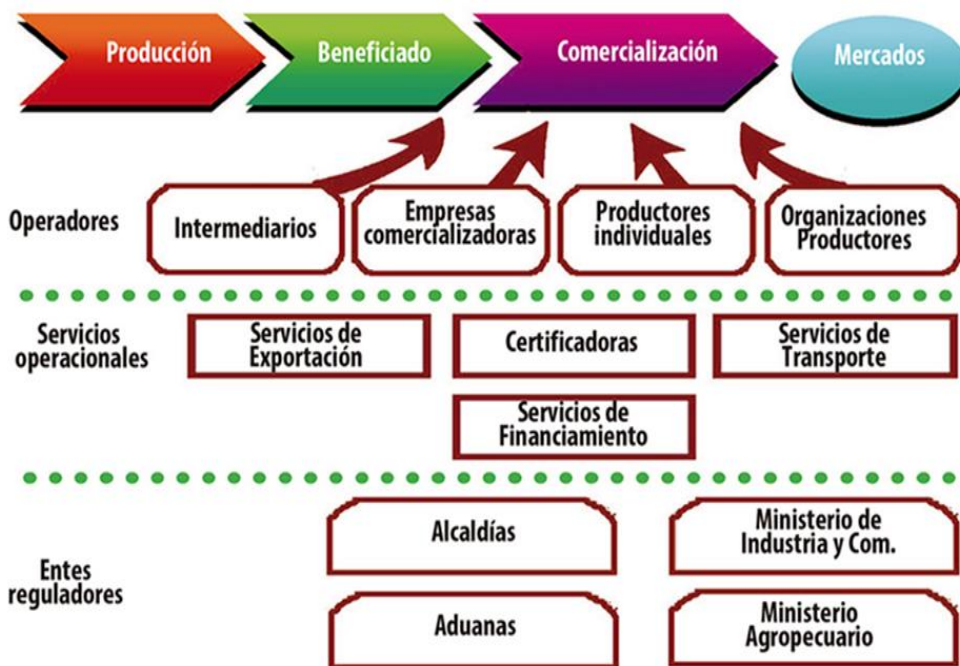 Producción
Beneficiado
Comercialización
Mercados
Operadores
Intermediarios
Empresas
comercializadoras
Productores
individuales
Organizaciones
Productores
Servicios
operacionales
Servicios de
Exportación
Certificadoras
Servicios de
Transporte
Servicios de
Financiamiento
Entes
reguladores
Alcaldías
Ministerio de
Industria y Com.
Aduanas
Ministerio
Agropecuario